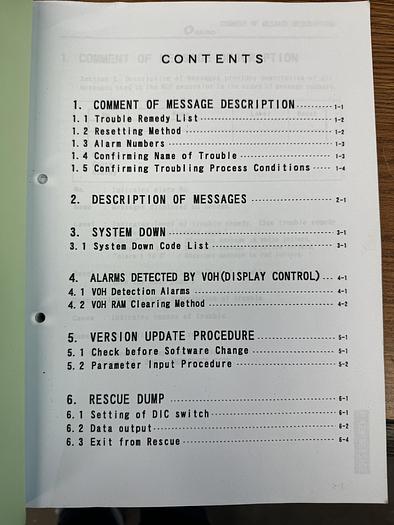 CONTENTS
1. COMMENT OF MESSAGE DESCRIPTION 1-1
1.1 Trouble Remedy List 1-2
1.2 Resetting Method 1-2
1.3 Alarm Numbers 1-3
1.4 Confirming Name of Trouble 1-3
1.5 Confirming Troubling Process Conditions 1-4
2. DESCRIPTION OF MESSAGES 2-1
3. SYSTEM DOWN 3-1
3.1 System Down Code List 3-1
4. ALARMS DETECTED BY VOH(DISPLAY CONTROL) 4-1
4.1 VOH Detection Alarms 4-1
4.2 VOH RAM Clearing Method 4-2
5. VERSION UPDATE PROCEDURE 5-1
5.1 Check before Software Change 5-1
5.2 Parameter Input Procedure 5-2
6. RESCUE DUMP 6-1
6.1 Setting of DIC switch 6-1
6.2 Data output 6-2
6.3 Exit from Rescue 6-4